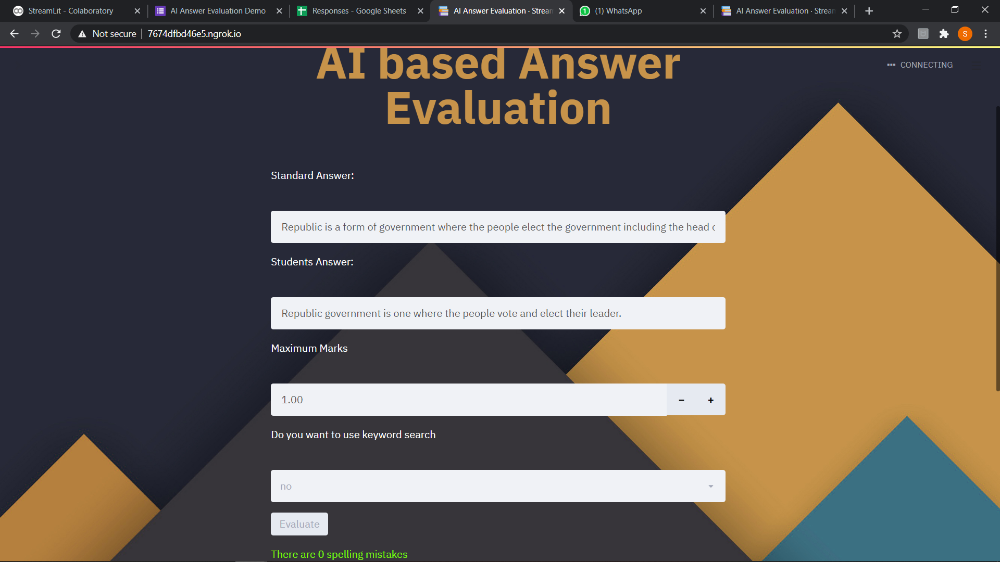 StreamLit - Colaboratory
AI Answer Evaluation Demo
Responses - Google Sheets
AI Answer Evaluation · Stream
(1) WhatsApp
AI Answer Evaluation · Stream
Not secure
7674dfbd46e5.ngrok.io
S
AI based Answer
Evaluation
CONNECTING
Standard Answer:
Republic is a form of government where the people elect the government including the head
Students Answer:
Republic government is one where the people vote and elect their leader.
Maximum Marks
1.00
Do you want to use keyword search
no
Evaluate
There are 0 spelling mistakes